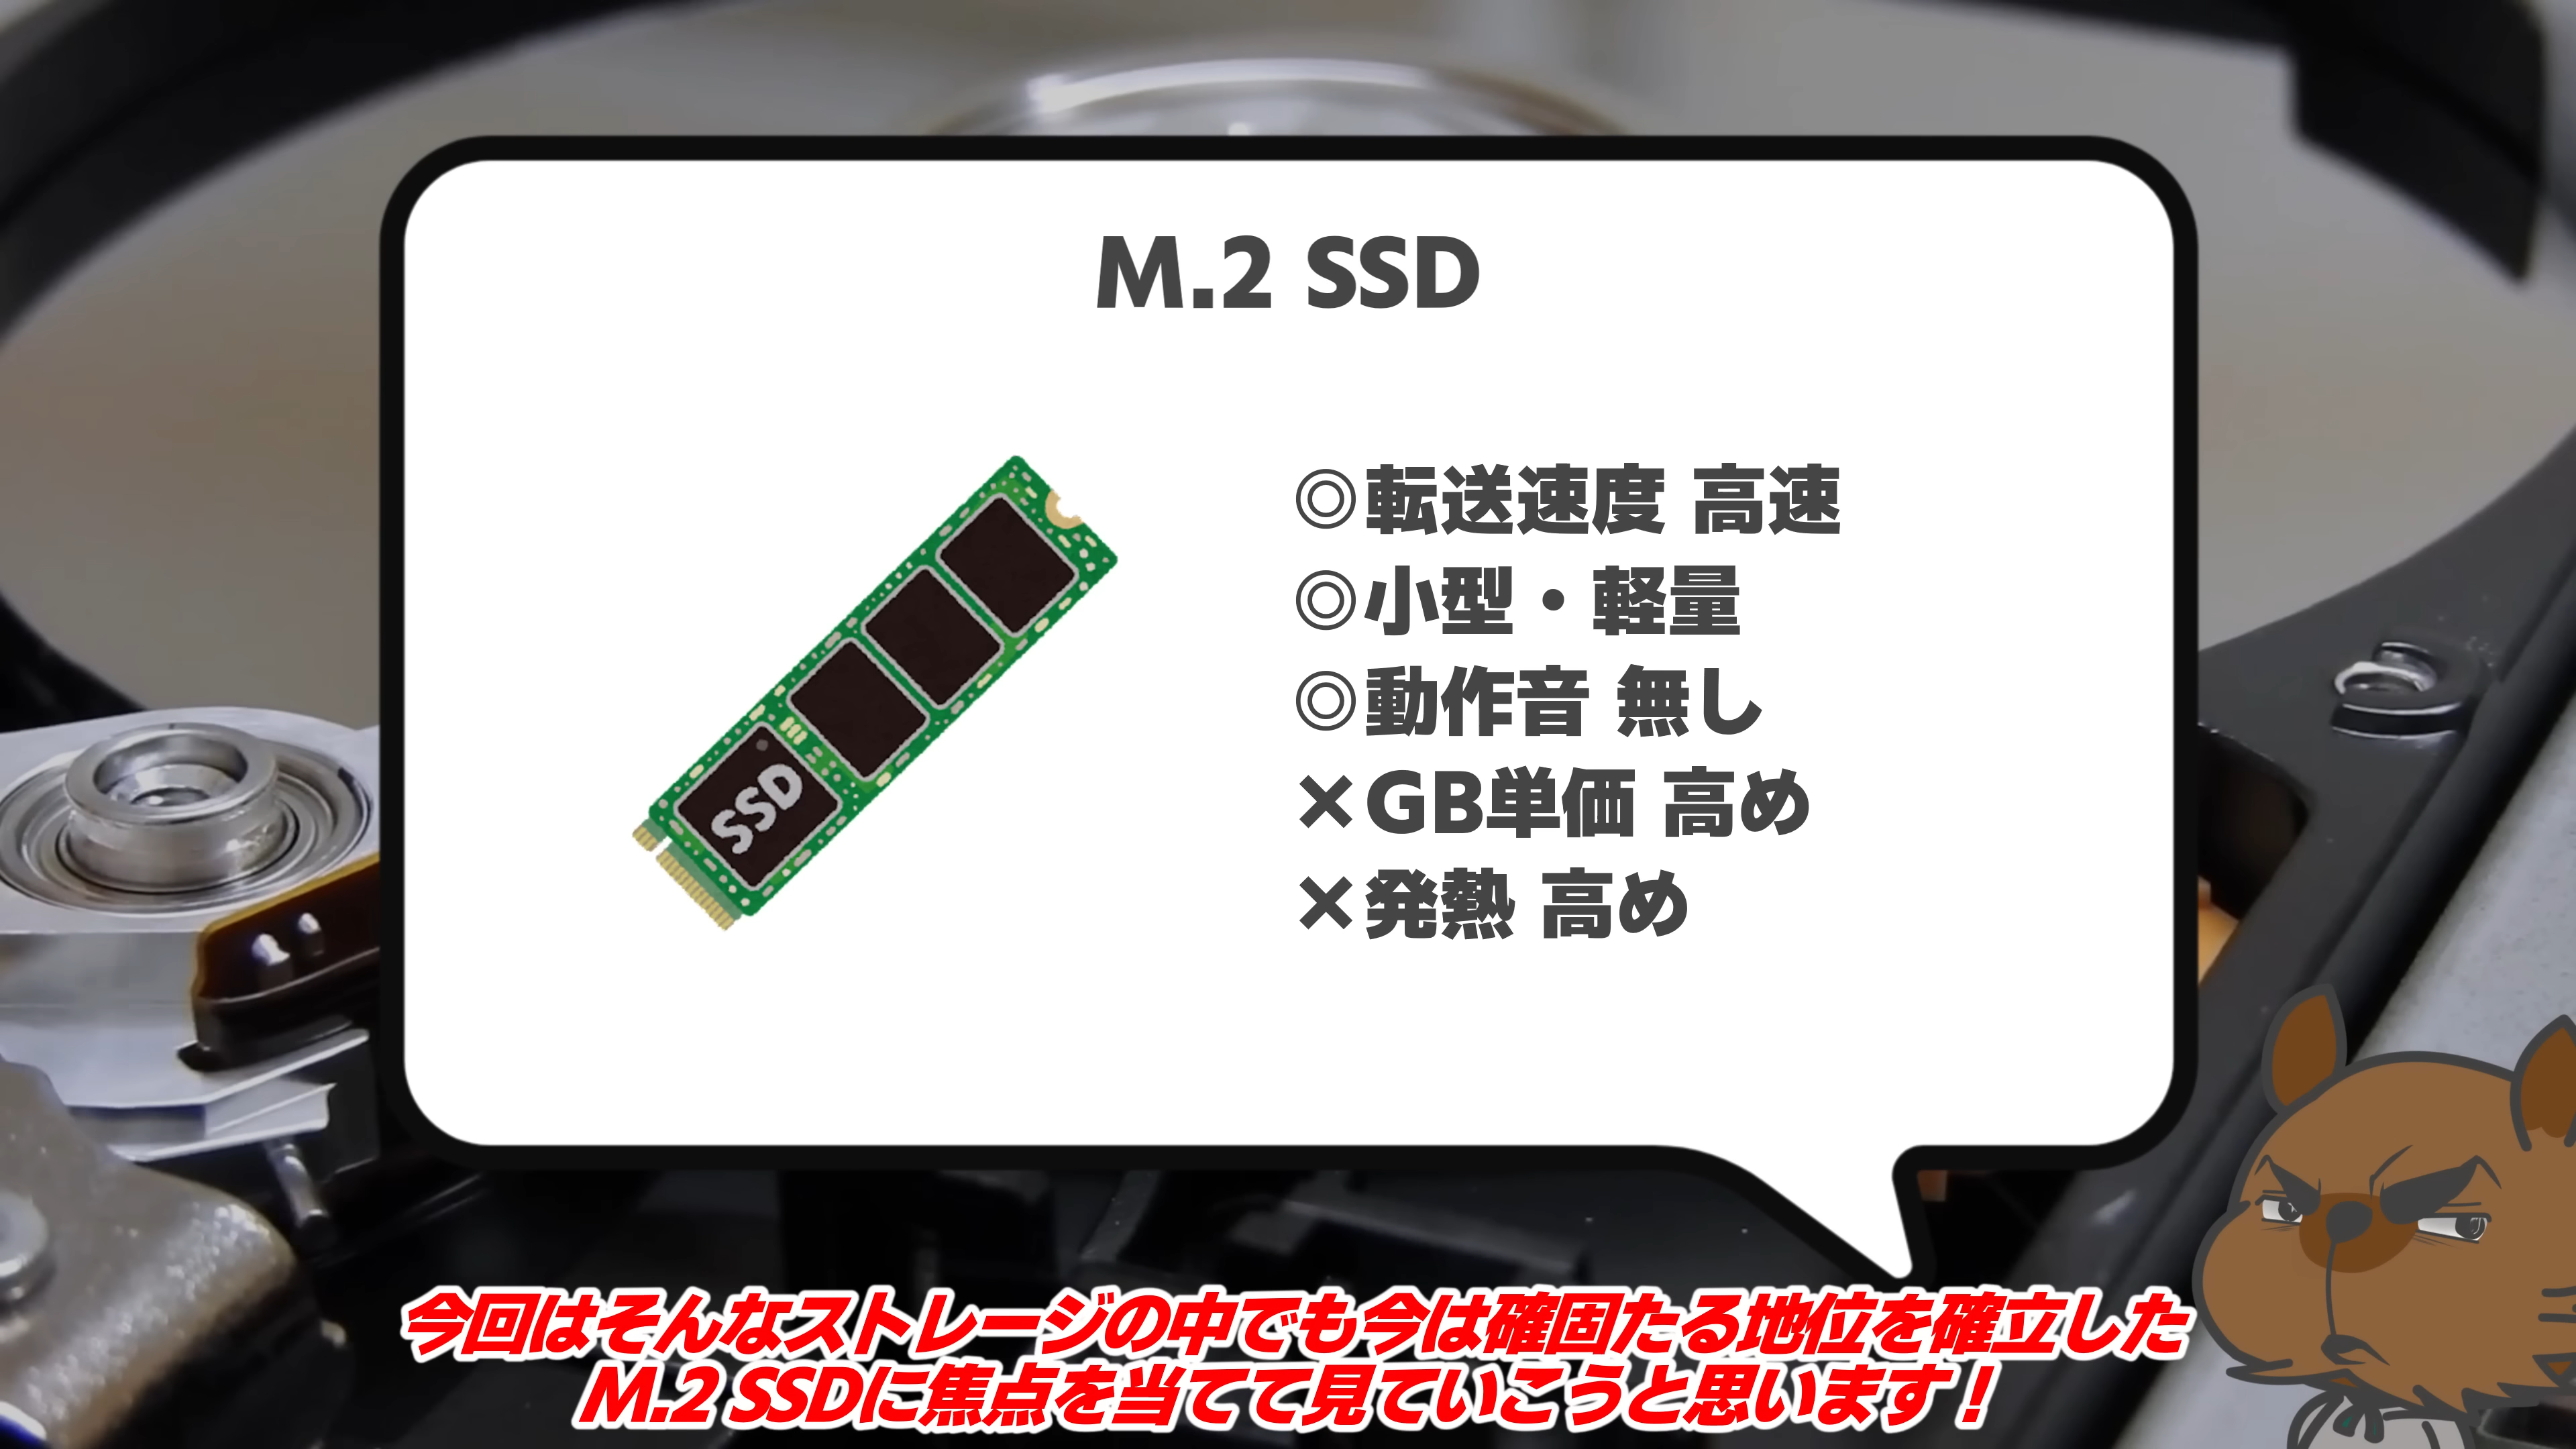 M.2 SSD
◎転送速度 高速
◎小型・軽量
◎動作音 無し
×GB単価 高め
×発熱 高め
SSD
今回はそんなストレージの中でも今は確固たる地位を確立した
M.2 SSDに焦点を当てて見ていこうと思います！